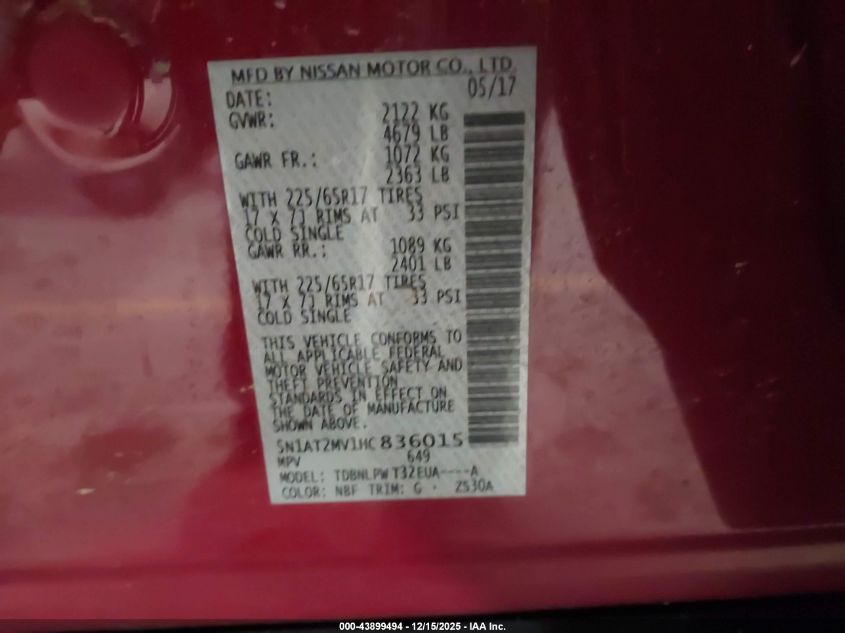 MFD BY NISSAN MOTOR CO., LTD.
DATE: 05/17
GVWR: 2122 KG
4679 LB
GAWR FR.: 1072 KG
2363 LB
WITH 225/65R17 TIRES
17 X 7J RIMS AT 33 PSI
COLD SINGLE
GAWR RR.: 1089 KG
2401 LB
WITH 225/65R17 TIRES
17 X 7J RIMS AT 33 PSI
COLD SINGLE
THIS VEHICLE CONFORMS TO
ALL APPLICABLE FEDERAL
MOTOR VEHICLE SAFETY AND
THEFT PREVENTION
STANDARDS IN EFFECT ON
THE DATE OF MANUFACTURE
SHOWN ABOVE.
5N1AT2MV1HC836015
MPV 649
MODEL: TDBNLPW T32EUA----A
COLOR: NBF TRIM: G - 2530A
000-43899494 - 12/15/2025 - IAA Inc.